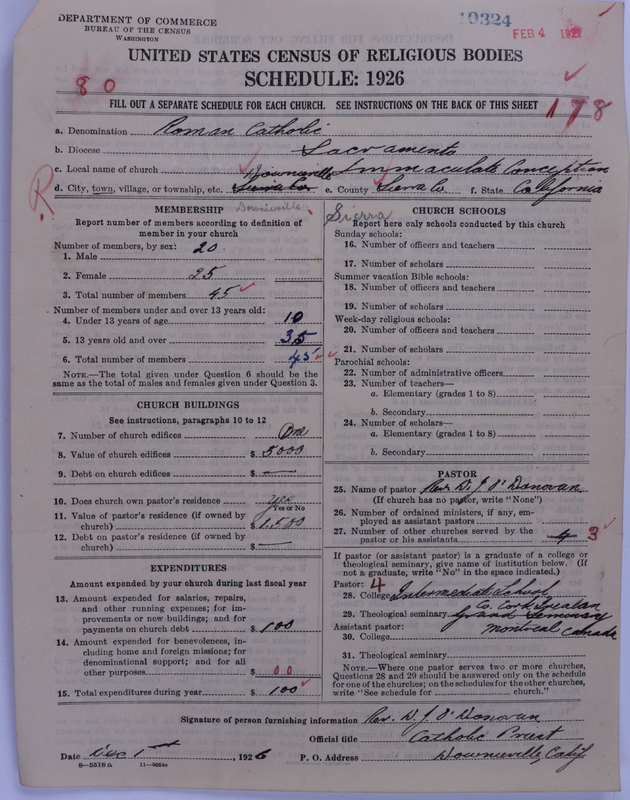 DEPARTMENT OF COMMERCE
BUREAU OF THE CENSUS
WASHINGTON
10324
FEB 4 1927
UNITED STATES CENSUS OF RELIGIOUS BODIES
SCHEDULE: 1926
80
178
FILL OUT A SEPARATE SCHEDULE FOR EACH CHURCH. SEE INSTRUCTIONS ON THE BACK OF THIS SHEET
a. Denomination Roman Catholic
b. Diocese Sacramento
c. Local name of church Immaculate Conception
R
d. City, town, village, or township, etc. Downieville e. County Sierra Co f. State California
Downieville Sierra
MEMBERSHIP
Report number of members according to definition of member in your church
Number of members, by sex:
1. Male 20
2. Female 25
3. Total number of members 45
Number of members under and over 13 years old:
4. Under 13 years of age 10
5. 13 years old and over 35
6. Total number of members 45
NOTE.—The total given under Question 6 should be the
same as the total of males and females given under Question 3.
CHURCH BUILDINGS
See instructions, paragraphs 10 to 12
7. Number of church edifices One
8. Value of church edifices $ 5000
9. Debt on church edifices $ —
10. Does church own pastor's residence yes
Yes or No
11. Value of pastor's residence (if owned by
church) $ 1,500
12. Debt on pastor's residence (if owned by
church) $ —
EXPENDITURES
Amount expended by your church during last fiscal year
13. Amount expended for salaries, repairs,
and other running expenses; for im-
provements or new buildings; and for
payments on church debt $ 100
14. Amount expended for benevolences, in-
cluding home and foreign missions; for
denominational support; and for all
other purposes $ 00
15. Total expenditures during year $ 100
CHURCH SCHOOLS
Report here only schools conducted by this church
Sunday schools:
16. Number of officers and teachers
17. Number of scholars
Summer vacation Bible schools:
18. Number of officers and teachers
19. Number of scholars
Week-day religious schools:
20. Number of officers and teachers
21. Number of scholars
Parochial schools:
22. Number of administrative officers
23. Number of teachers—
a. Elementary (grades 1 to 8)
b. Secondary
24. Number of scholars—
a. Elementary (grades 1 to 8)
b. Secondary
PASTOR
25. Name of pastor Rev. D. J. O'Donovan
(If church has no pastor, write "None")
26. Number of ordained ministers, if any, em-
ployed as assistant pastors
27. Number of other churches served by the
pastor or his assistants 4 3
If pastor (or assistant pastor) is a graduate of a college or
theological seminary, give name of institution below. (If
not a graduate, write "No" in the space indicated.)
Pastor: 4
28. College Intermediate School
Co. Cork Irealan
29. Theological seminary Grand Seminary
Assistant pastor: Montreal Canada
30. College
31. Theological seminary
NOTE.—Where one pastor serves two or more churches,
Questions 28 and 29 should be answered only on the schedule
for one of the churches; on the schedules for the other churches,
write "See schedule for church."
Signature of person furnishing information Rev. D. J. O'Donovan
Official title Catholic Priest
Date Dec 1st, 1926 P. O. Address Downieville, Calif
8—5518 a 11—9664